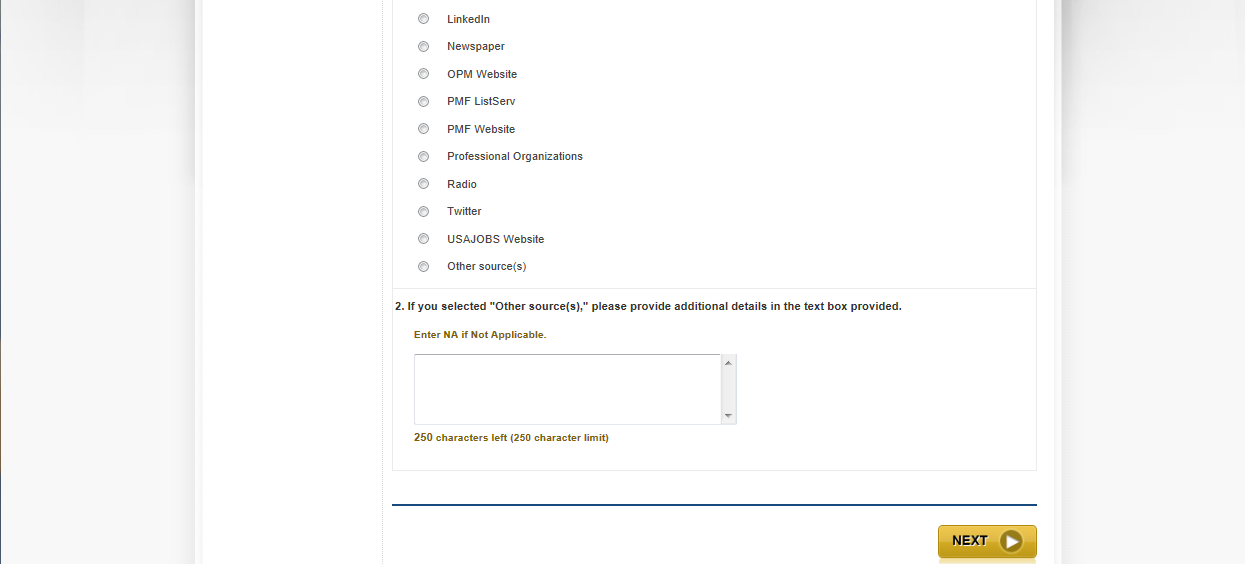 LinkedIn
Newspaper
OPM Website
PMF ListServ
PMF Website
Professional Organizations
Radio
Twitter
USAJOBS Website
Other source(s)
2. If you selected "Other source(s)," please provide additional details in the text box provided.
Enter NA if Not Applicable.
250 characters left (250 character limit)
NEXT